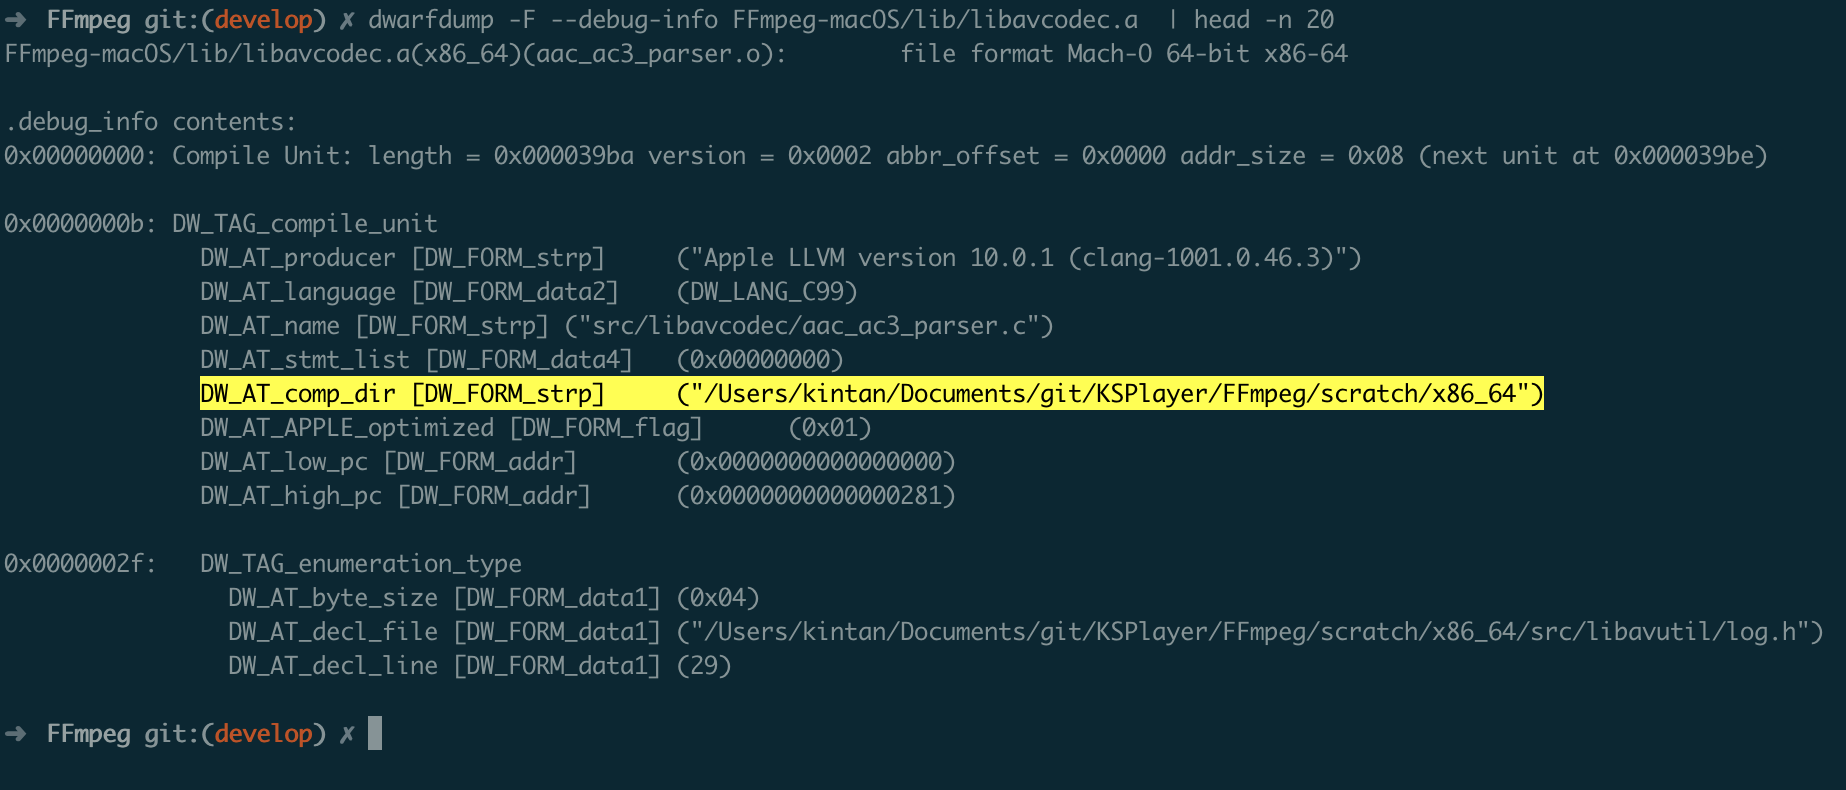 ➜  FFmpeg git:(develop) ✗ dwarfdump -F --debug-info FFmpeg-macOS/lib/libavcodec.a  | head -n 20
FFmpeg-macOS/lib/libavcodec.a(x86_64)(aac_ac3_parser.o):        file format Mach-O 64-bit x86-64
.debug_info contents:
0x00000000: Compile Unit: length = 0x000039ba version = 0x0002 abbr_offset = 0x0000 addr_size = 0x08 (next unit at 0x000039be)
0x0000000b: DW_TAG_compile_unit
              DW_AT_producer [DW_FORM_strp]     ("Apple LLVM version 10.0.1 (clang-1001.0.46.3)")
              DW_AT_language [DW_FORM_data2]    (DW_LANG_C99)
              DW_AT_name [DW_FORM_strp] ("src/libavcodec/aac_ac3_parser.c")
              DW_AT_stmt_list [DW_FORM_data4]   (0x00000000)
              DW_AT_comp_dir [DW_FORM_strp]     ("/Users/kintan/Documents/git/KSPlayer/FFmpeg/scratch/x86_64")
              DW_AT_APPLE_optimized [DW_FORM_flag]      (0x01)
              DW_AT_low_pc [DW_FORM_addr]       (0x0000000000000000)
              DW_AT_high_pc [DW_FORM_addr]      (0x0000000000000281)
0x0000002f:   DW_TAG_enumeration_type
                DW_AT_byte_size [DW_FORM_data1] (0x04)
                DW_AT_decl_file [DW_FORM_data1] ("/Users/kintan/Documents/git/KSPlayer/FFmpeg/scratch/x86_64/src/libavutil/log.h")
                DW_AT_decl_line [DW_FORM_data1] (29)
➜  FFmpeg git:(develop) ✗